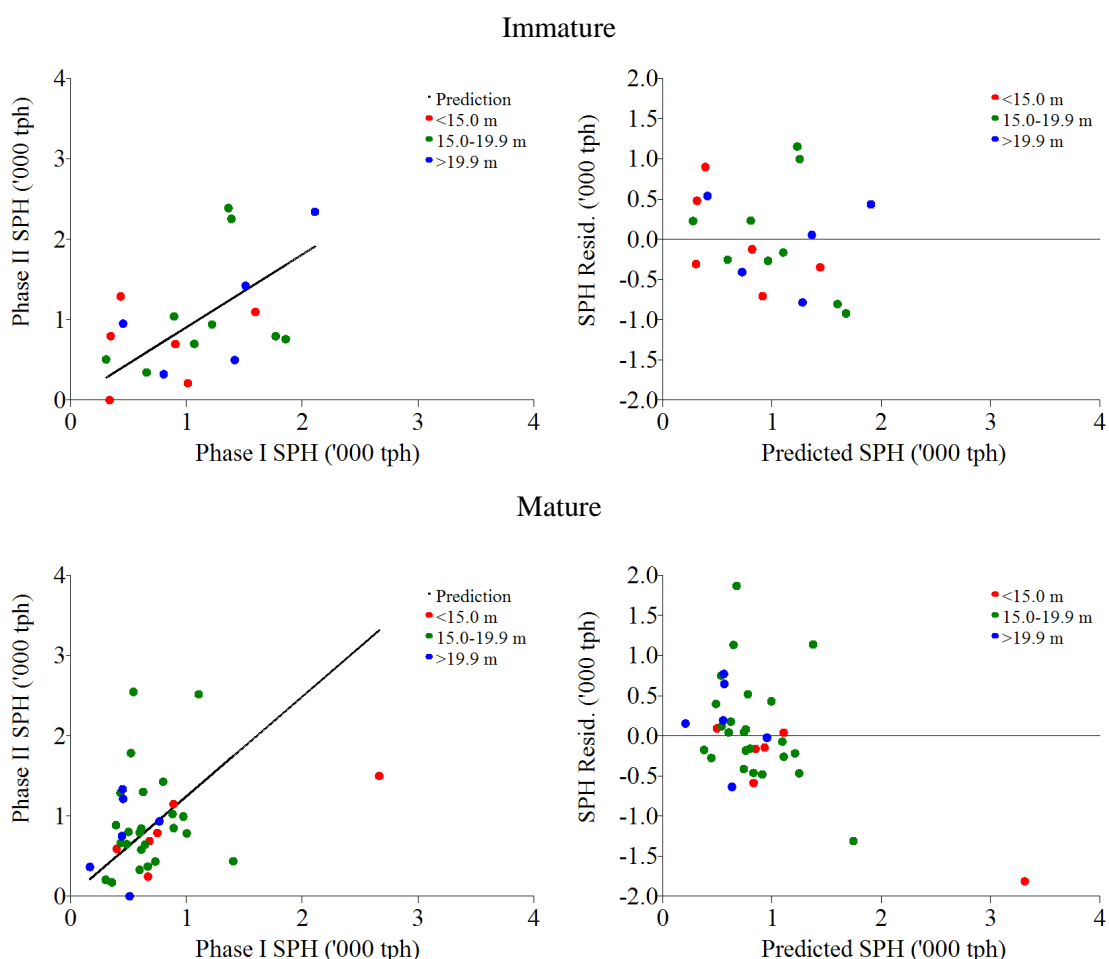 Immature
Phase II SPH ('000 tph)
4
3
2
1
0
0 1 2 3 4
Phase I SPH ('000 tph)
Prediction
<15.0 m
15.0-19.9 m
>19.9 m
SPH Resid. ('000 tph)
2.0
1.5
1.0
0.5
0.0
-0.5
-1.0
-1.5
-2.0
0 1 2 3 4
Predicted SPH ('000 tph)
<15.0 m
15.0-19.9 m
>19.9 m
Mature
Phase II SPH ('000 tph)
4
3
2
1
0
0 1 2 3 4
Phase I SPH ('000 tph)
Prediction
<15.0 m
15.0-19.9 m
>19.9 m
SPH Resid. ('000 tph)
2.0
1.5
1.0
0.5
0.0
-0.5
-1.0
-1.5
-2.0
0 1 2 3 4
Predicted SPH ('000 tph)
<15.0 m
15.0-19.9 m
>19.9 m